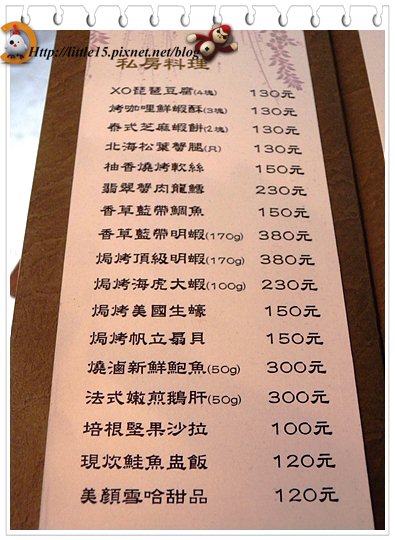 Http://little15.pixnet.net/blog
私房料理
XO琵琶豆腐(4塊) 130元
烤咖哩鮮蝦酥(3塊) 130元
泰式芝麻蝦餅(2塊) 130元
北海松葉蟹腿(只) 130元
柚香燒烤軟絲 150元
翡翠蟹肉龍鱈 230元
香草藍帶鯛魚 150元
香草藍帶明蝦(170g) 380元
焗烤頂級明蝦(170g) 380元
焗烤海虎大蝦(100g) 230元
焗烤美國生蠔 150元
焗烤帆立扇貝 150元
燒滷新鮮鮑魚(50g) 300元
法式嫩煎鵝肝(50g) 300元
培根堅果沙拉 100元
現炊鮭魚盅飯 120元
美顏雪哈甜品 120元